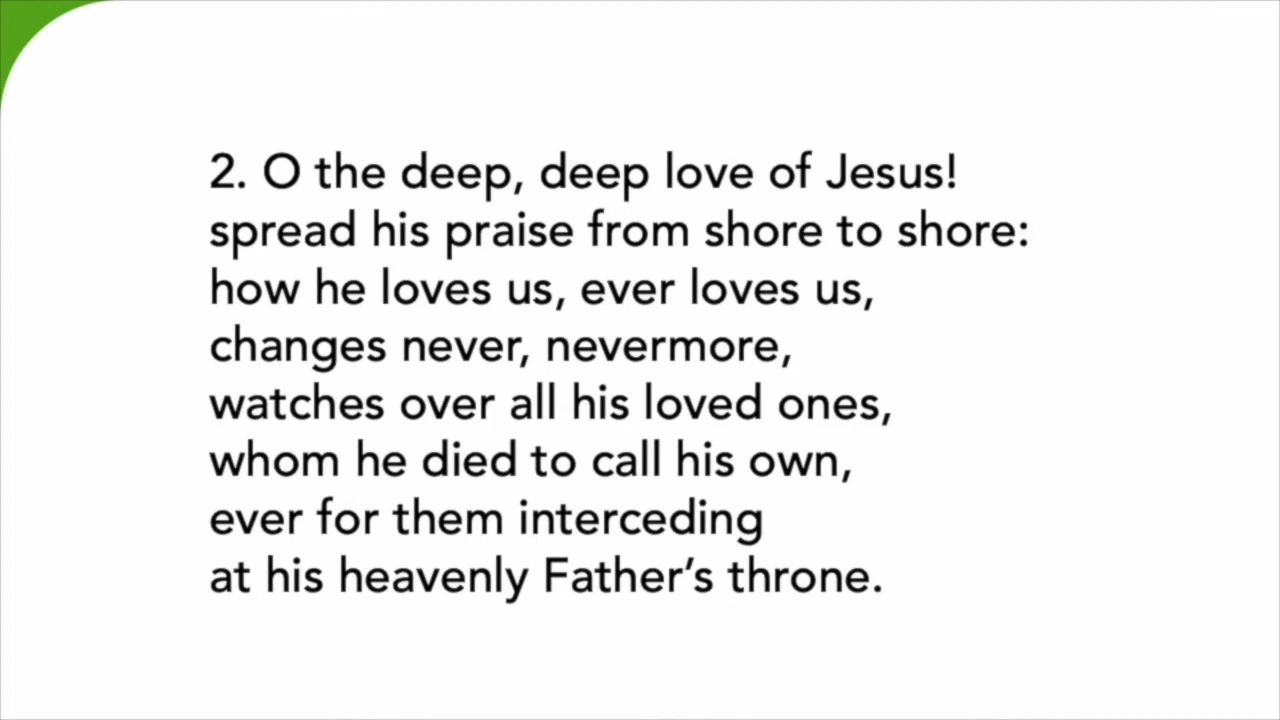 2. O the deep, deep love of Jesus!
spread his praise from shore to shore:
how he loves us, ever loves us,
changes never, nevermore,
watches over all his loved ones,
whom he died to call his own,
ever for them interceding
at his heavenly Father’s throne.